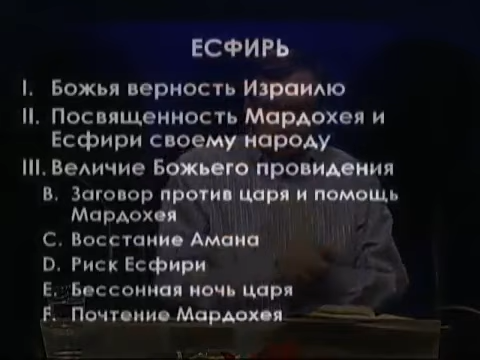 ЕСФИРЬ
I. Божья верность Израилю
II. Посвященность Мардохея и
Есфири своему народу
III. Величие Божьего провидения
B. Заговор против царя и помощь
Мардохея
C. Восстание Амана
D. Риск Есфири
E. Бессонная ночь царя
F. Почтение Мардохея